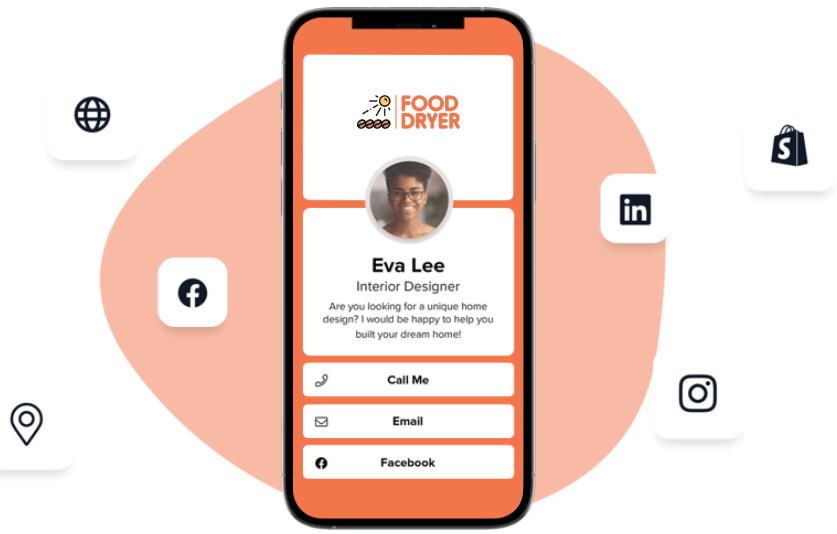 FOOD
DRYER
Eva Lee
Interior Designer
Are you looking for a unique home
design? I would be happy to help you
built your dream home!
Call Me
Email
Facebook